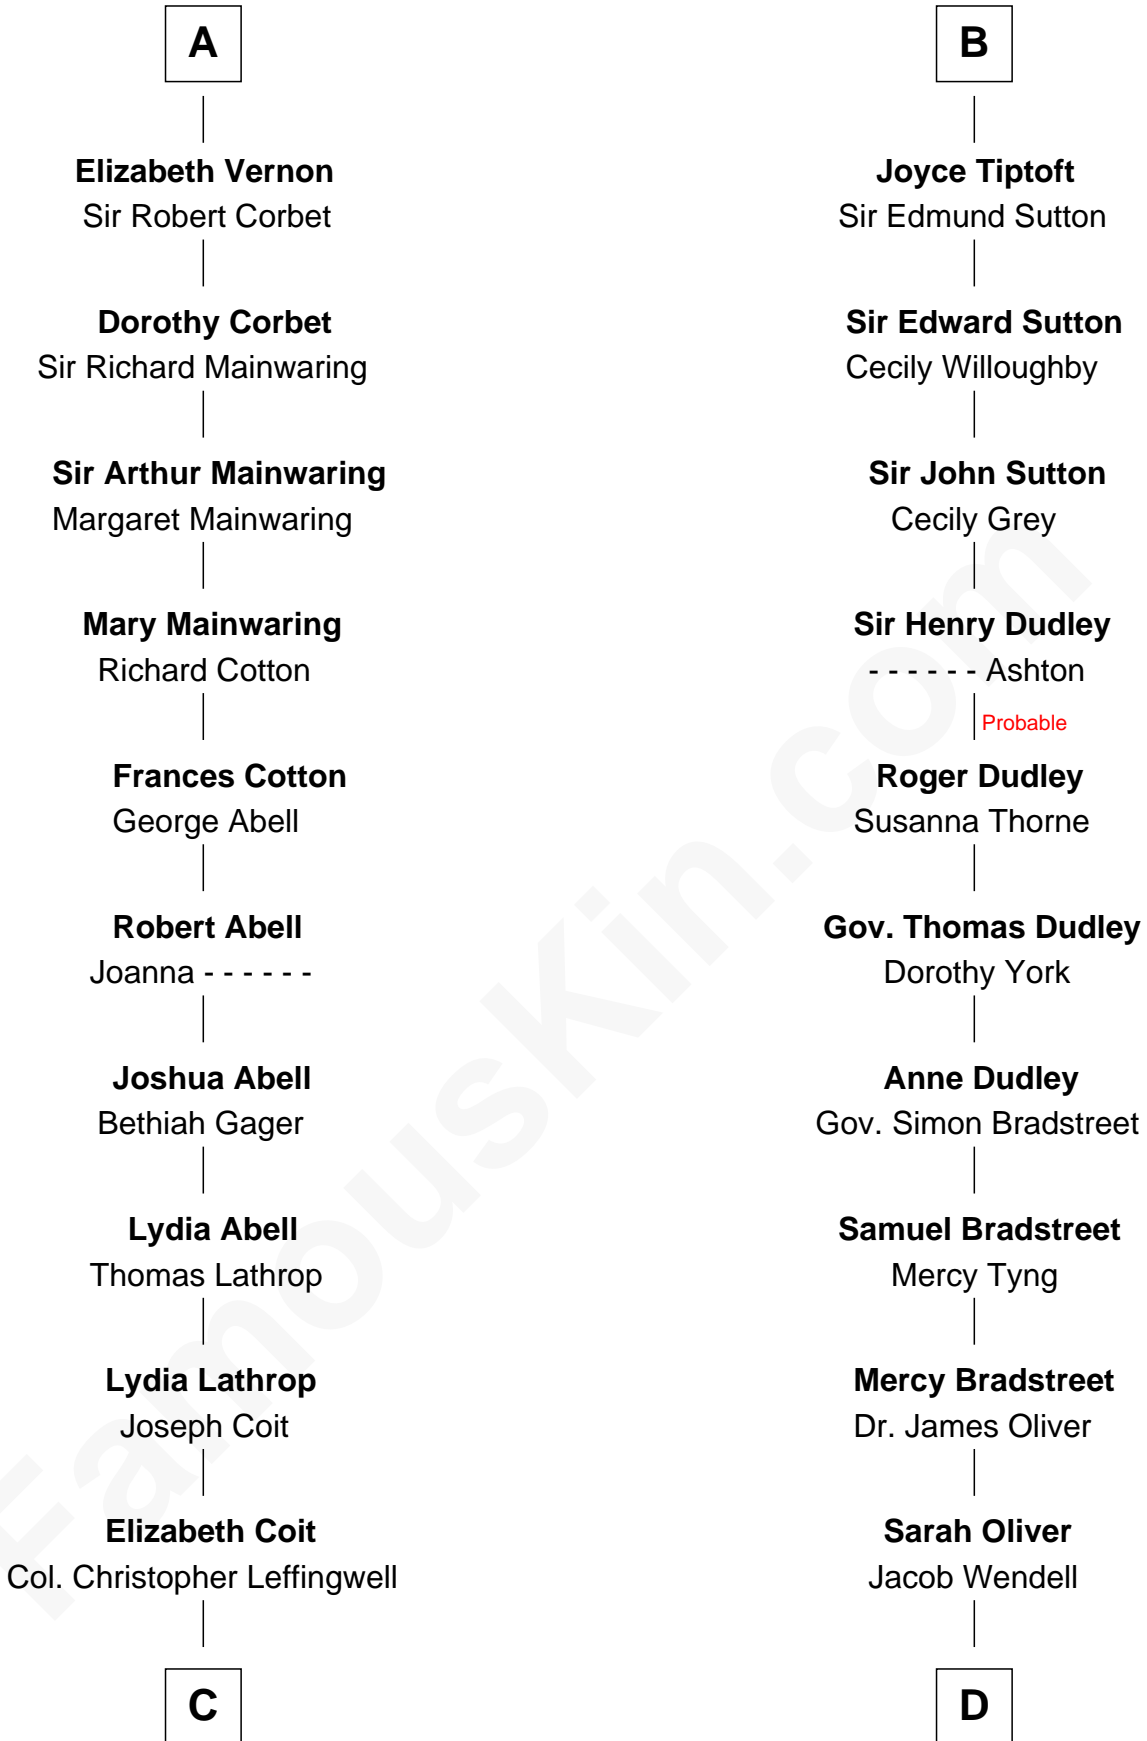 A
Elizabeth Vernon
Sir Robert Corbet
Dorothy Corbet
Sir Richard Mainwaring
Sir Arthur Mainwaring
Margaret Mainwaring
Mary Mainwaring
Richard Cotton
Frances Cotton
George Abell
Robert Abell
Joanna - - - - - -
Joshua Abell
Bethiah Gager
Lydia Abell
Thomas Lathrop
Lydia Lathrop
Joseph Coit
Elizabeth Coit
Col. Christopher Leffingwell
C
B
Joyce Tiptoft
Sir Edmund Sutton
Sir Edward Sutton
Cecily Willoughby
Sir John Sutton
Cecily Grey
Sir Henry Dudley
- - - - - - Ashton
Probable
Roger Dudley
Susanna Thorne
Gov. Thomas Dudley
Dorothy York
Anne Dudley
Gov. Simon Bradstreet
Samuel Bradstreet
Mercy Tyng
Mercy Bradstreet
Dr. James Oliver
Sarah Oliver
Jacob Wendell
D
FamousKin.com